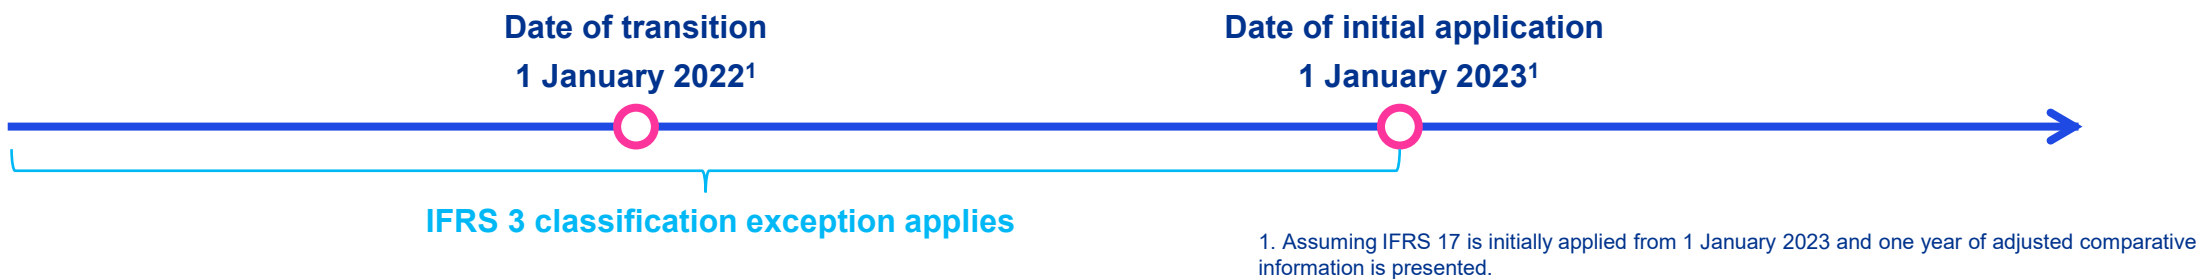 Date of transition
1 January 2022¹
Date of initial application
1 January 2023¹
IFRS 3 classification exception applies
1. Assuming IFRS 17 is initially applied from 1 January 2023 and one year of adjusted comparative
information is presented.